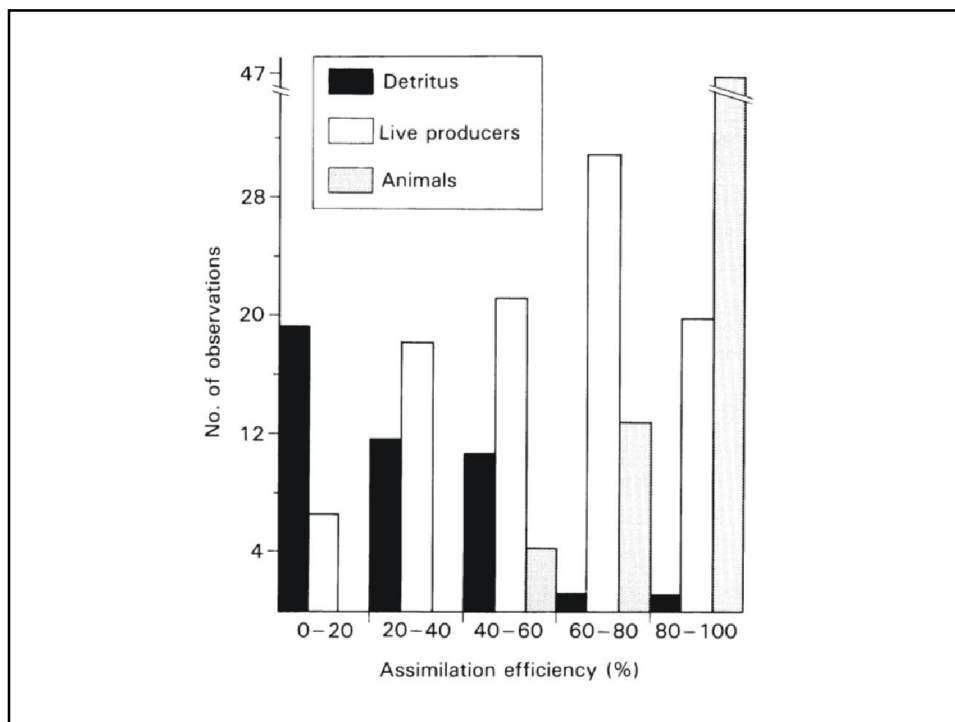 47
Detritus
Live producers
Animals
28
20
12
4
No. of observations
0–20 20–40 40–60 60–80 80–100
Assimilation efficiency (%)